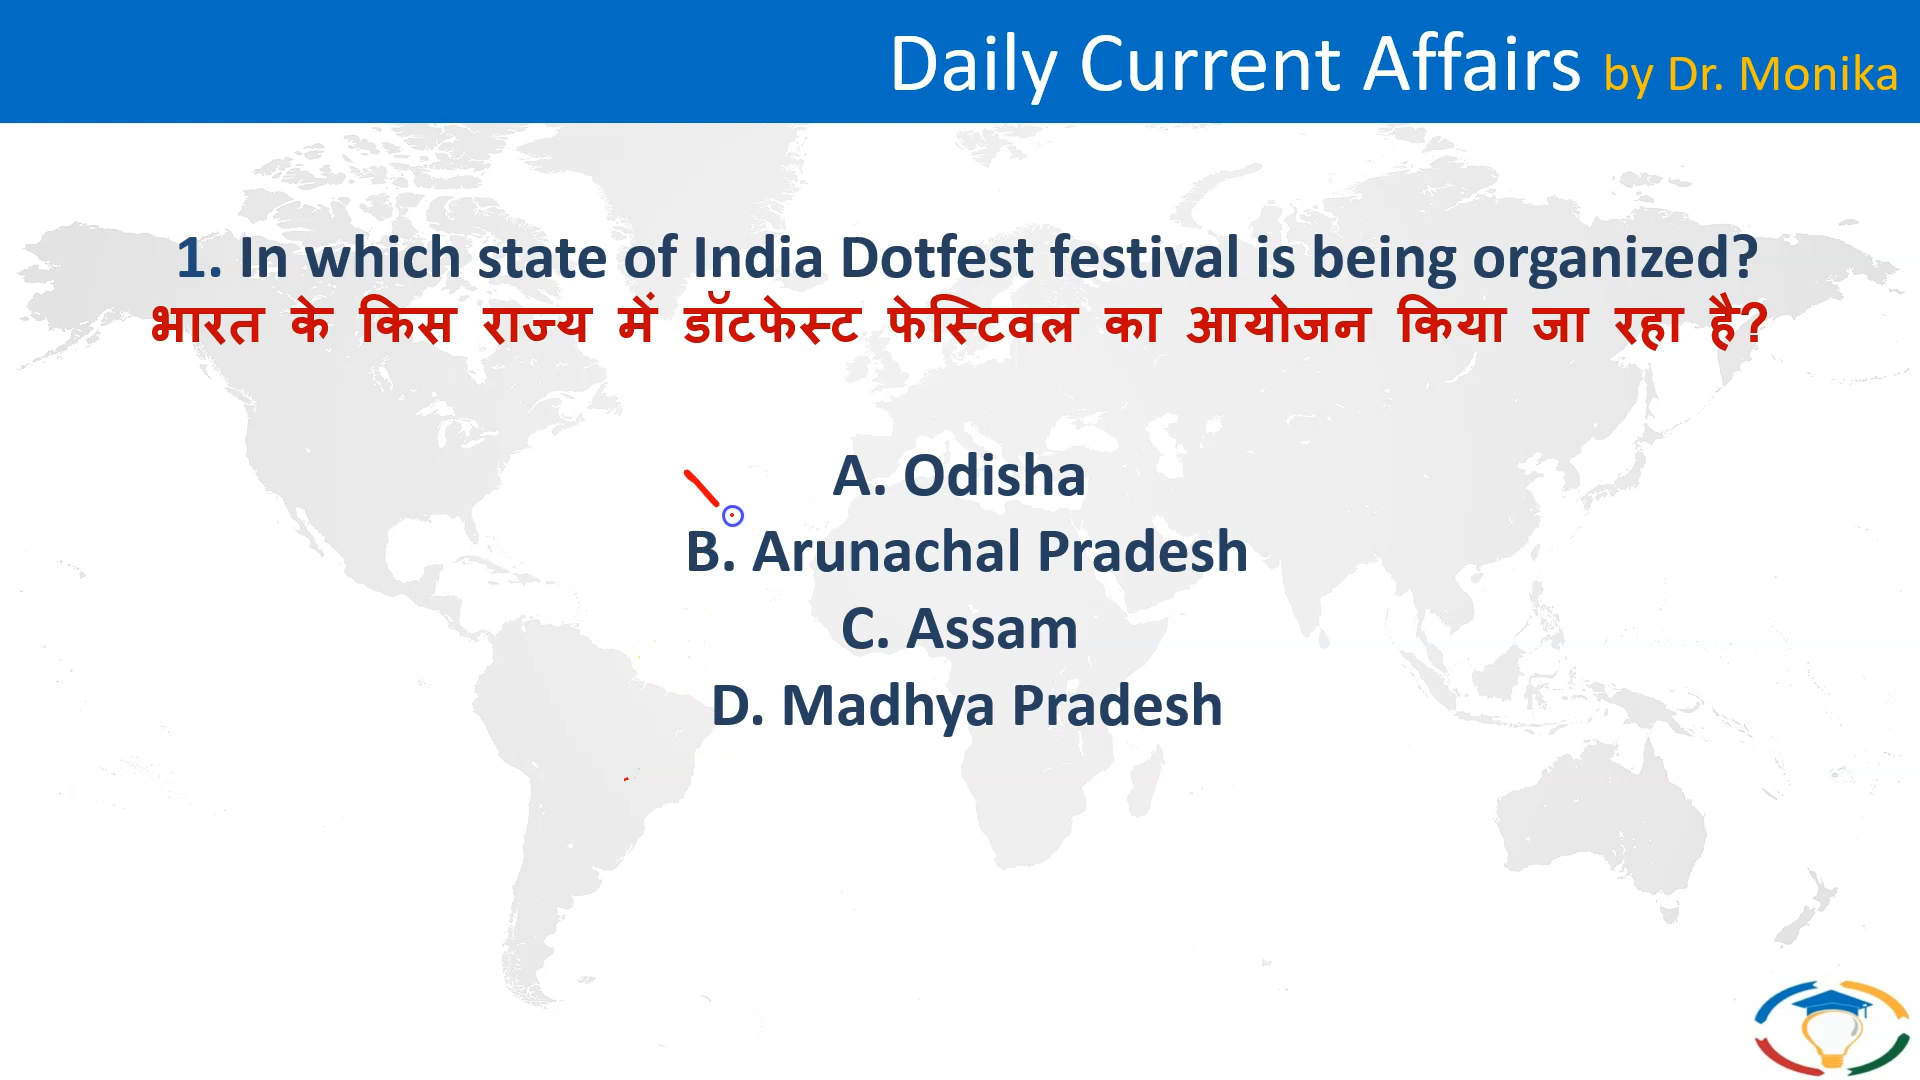 Daily Current Affairs by Dr. Monika
1. In which state of India Dotfest festival is being organized?
भारत के किस राज्य में डॉटफेस्ट फेस्टिवल का आयोजन किया जा रहा है?
A. Odisha
B. Arunachal Pradesh
C. Assam
D. Madhya Pradesh